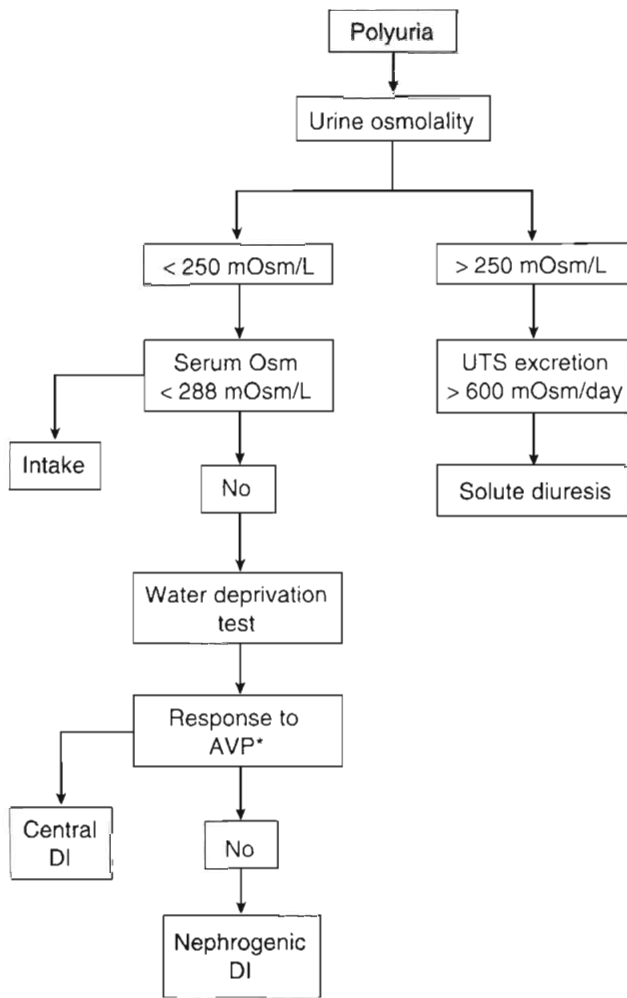 Polyuria
Urine osmolality
< 250 mOsm/L
> 250 mOsm/L
Serum Osm
< 288 mOsm/L
UTS excretion
> 600 mOsm/day
Intake
No
Solute diuresis
Water deprivation
test
Response to
AVP*
Central
DI
No
Nephrogenic
DI